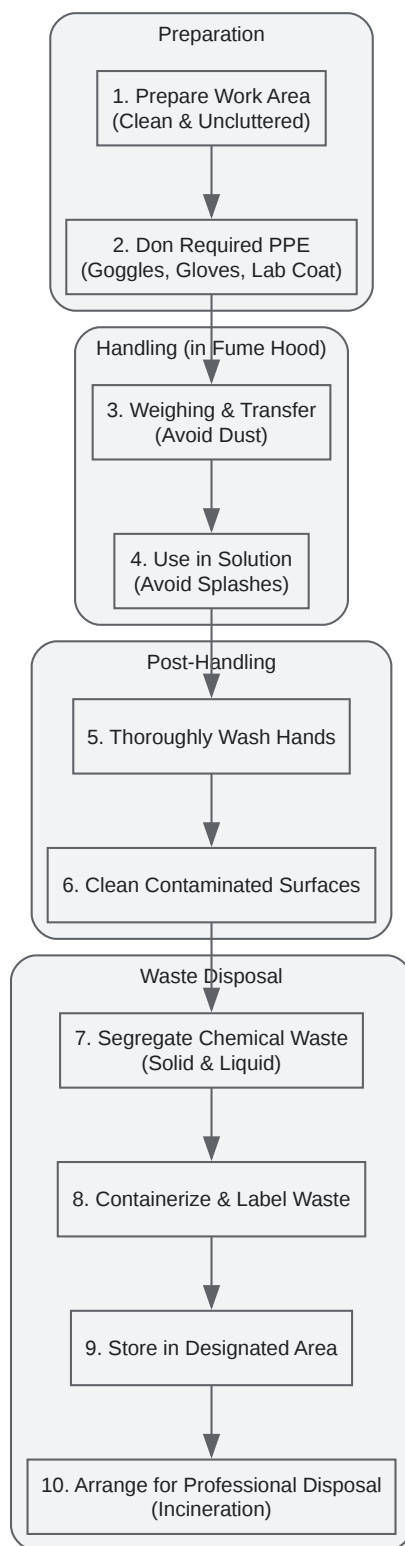 Preparation
1. Prepare Work Area
(Clean & Uncluttered)
2. Don Required PPE
(Goggles, Gloves, Lab Coat)
Handling (in Fume Hood)
3. Weighing & Transfer
(Avoid Dust)
4. Use in Solution
(Avoid Splashes)
Post-Handling
5. Thoroughly Wash Hands
6. Clean Contaminated Surfaces
Waste Disposal
7. Segregate Chemical Waste
(Solid & Liquid)
8. Containerize & Label Waste
9. Store in Designated Area
10. Arrange for Professional Disposal
(Incineration)